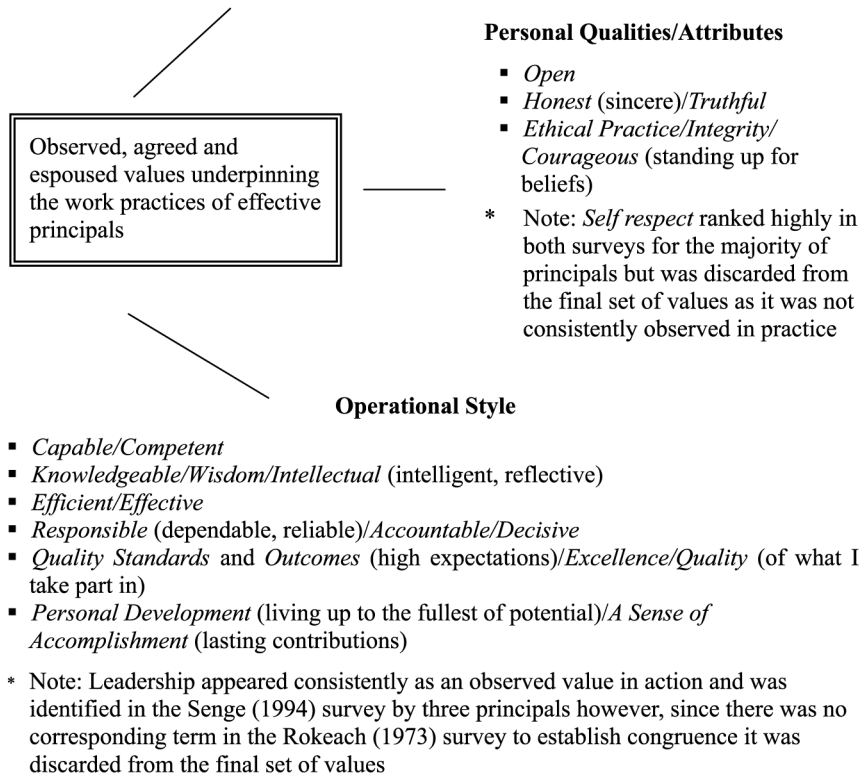 Personal Qualities/Attributes
▪ Open
▪ Honest (sincere)/Truthful
▪ Ethical Practice/Integrity/
Courageous (standing up for
beliefs)
* Note: Self respect ranked highly in
both surveys for the majority of
principals but was discarded from
the final set of values as it was not
consistently observed in practice
Observed, agreed and
espoused values underpinning
the work practices of effective
principals
Operational Style
▪ Capable/Competent
▪ Knowledgeable/Wisdom/Intellectual (intelligent, reflective)
▪ Efficient/Effective
▪ Responsible (dependable, reliable)/Accountable/Decisive
▪ Quality Standards and Outcomes (high expectations)/Excellence/Quality (of what I
take part in)
▪ Personal Development (living up to the fullest of potential)/A Sense of
Accomplishment (lasting contributions)
* Note: Leadership appeared consistently as an observed value in action and was
identified in the Senge (1994) survey by three principals however, since there was no
corresponding term in the Rokeach (1973) survey to establish congruence it was
discarded from the final set of values